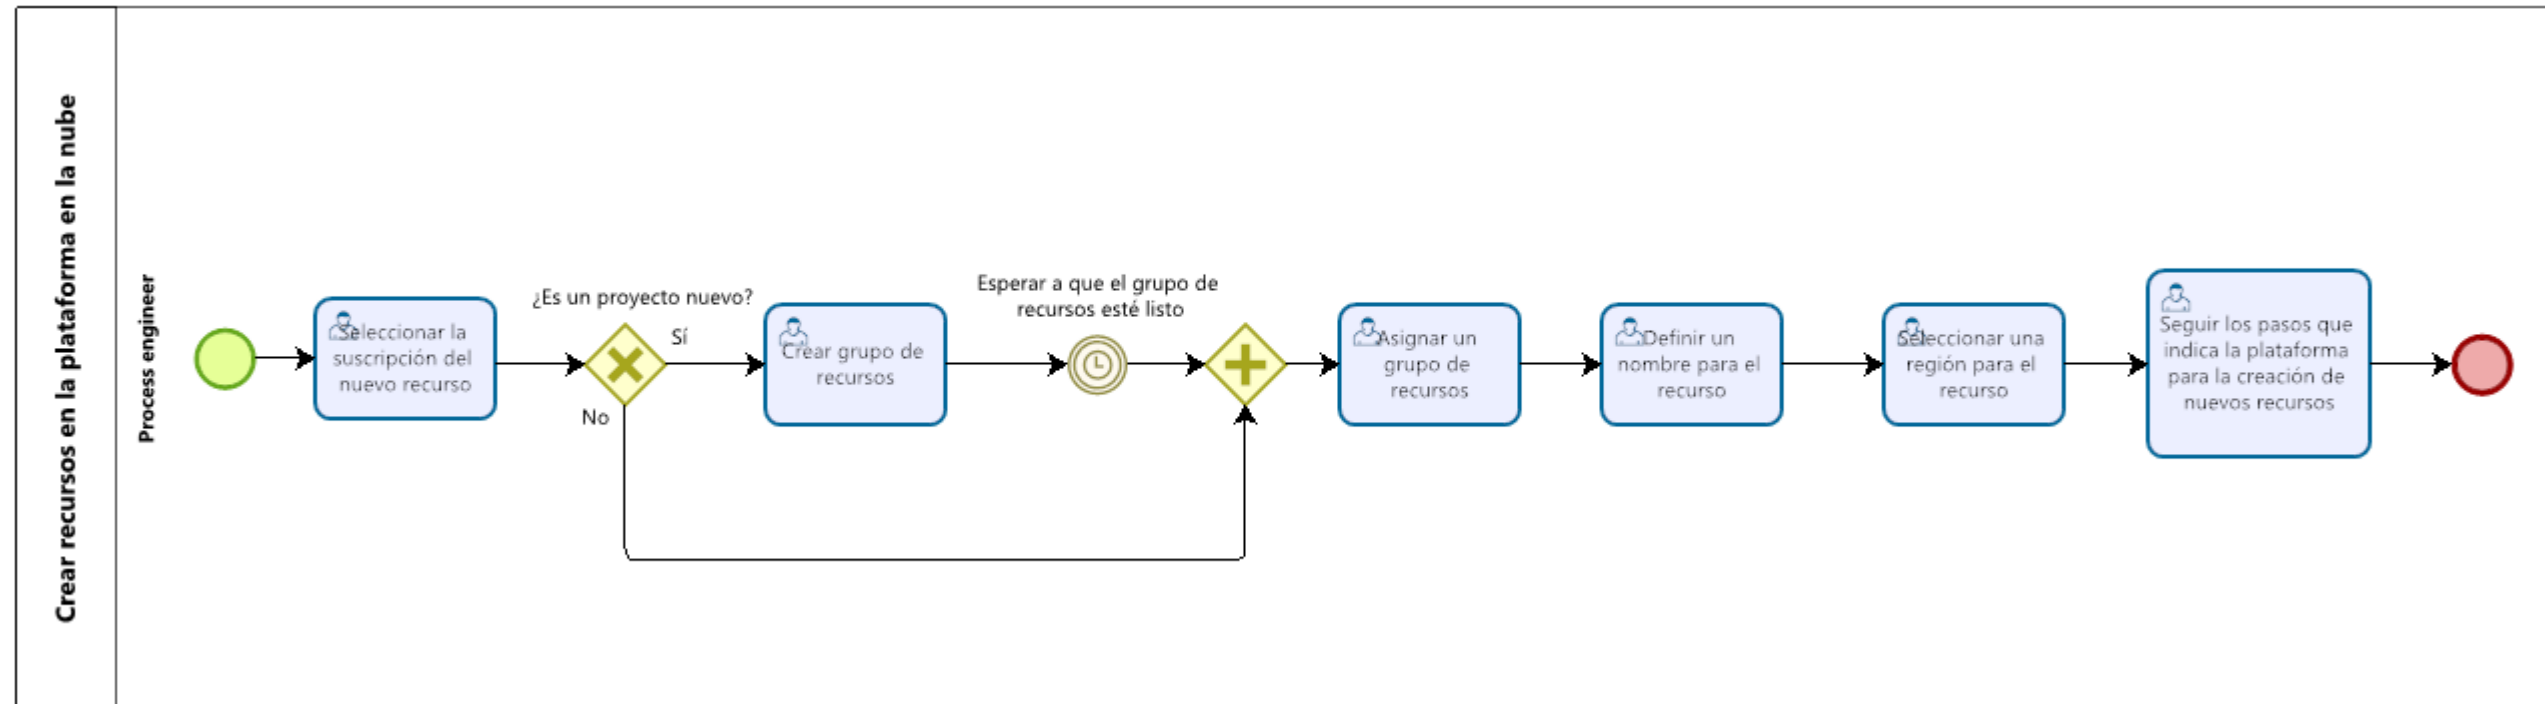 Crear recursos en la plataforma en la nube
Process engineer
Seleccionar la
suscripción del
nuevo recurso
¿Es un proyecto nuevo?
Sí
No
Crear grupo de
recursos
Esperar a que el grupo de
recursos esté listo
Asignar un
grupo de
recursos
Definir un
nombre para el
recurso
Seleccionar una
región para el
recurso
Seguir los pasos que
indica la plataforma
para la creación de
nuevos recursos